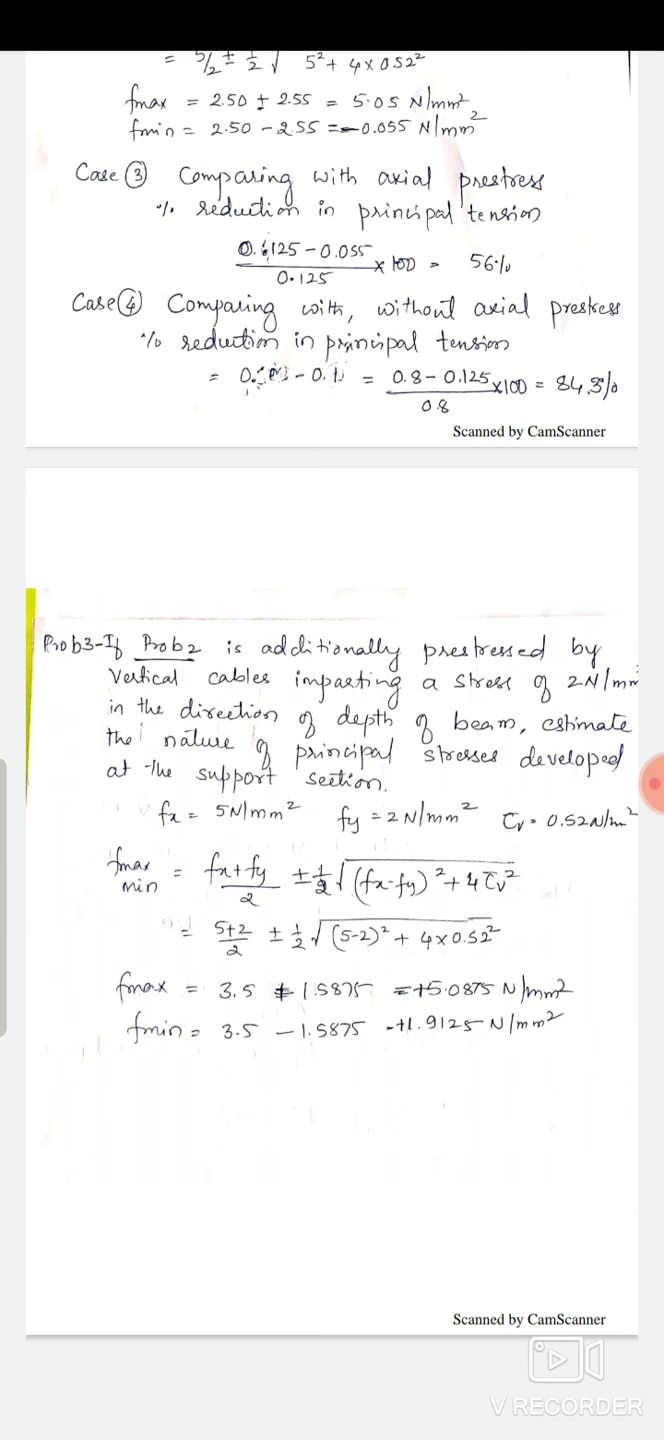 = 5/2 ± 1/2 √ 5² + 4 × 0.52²
fmax = 2.50 ± 2.55 = 5.05 N/mm²
fmin = 2.50 - 2.55 = -0.055 N/mm²
Case ③ Comparing with axial prestress
% reduction in principal tension
0.125 - 0.055 / 0.125 × 100 = 56%
Case ④ Comparing with, without axial prestress
% reduction in principal tension
= 0.8 - 0.125 / 0.8 × 100 = 84.3%
Scanned by CamScanner
Prob3-If Prob2 is additionally prestressed by
Vertical cables imparting a stress of 2N/mm
in the direction of depth of beam, estimate
the nature of principal stresses developed
at the support section.
fx = 5N/mm² fy = 2N/mm² τv = 0.52N/m²
fmax min = fx+fy / 2 ± 1/2 √(fx-fy)² + 4τv²
= 5+2 / 2 ± 1/2 √(5-2)² + 4×0.52²
fmax = 3.5 + 1.5875 = +5.0875 N/mm²
fmin = 3.5 - 1.5875 = +1.9125 N/mm²
Scanned by CamScanner
V RECORDER